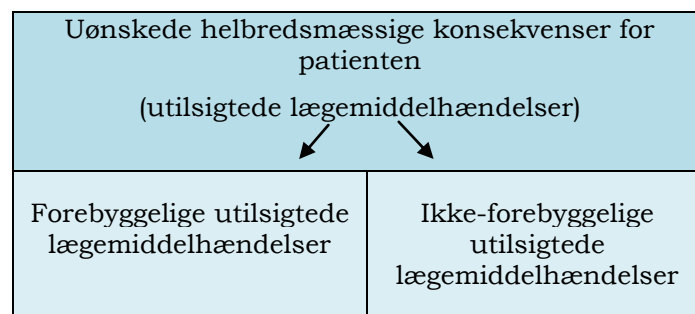 Uønskede helbredsmæssige konsekvenser for
patienten
(utilsigtede lægemiddelhændelser)
Forebyggelige utilsigtede
lægemiddelhændelser
Ikke-forebyggelige
utilsigtede
lægemiddelhændelser